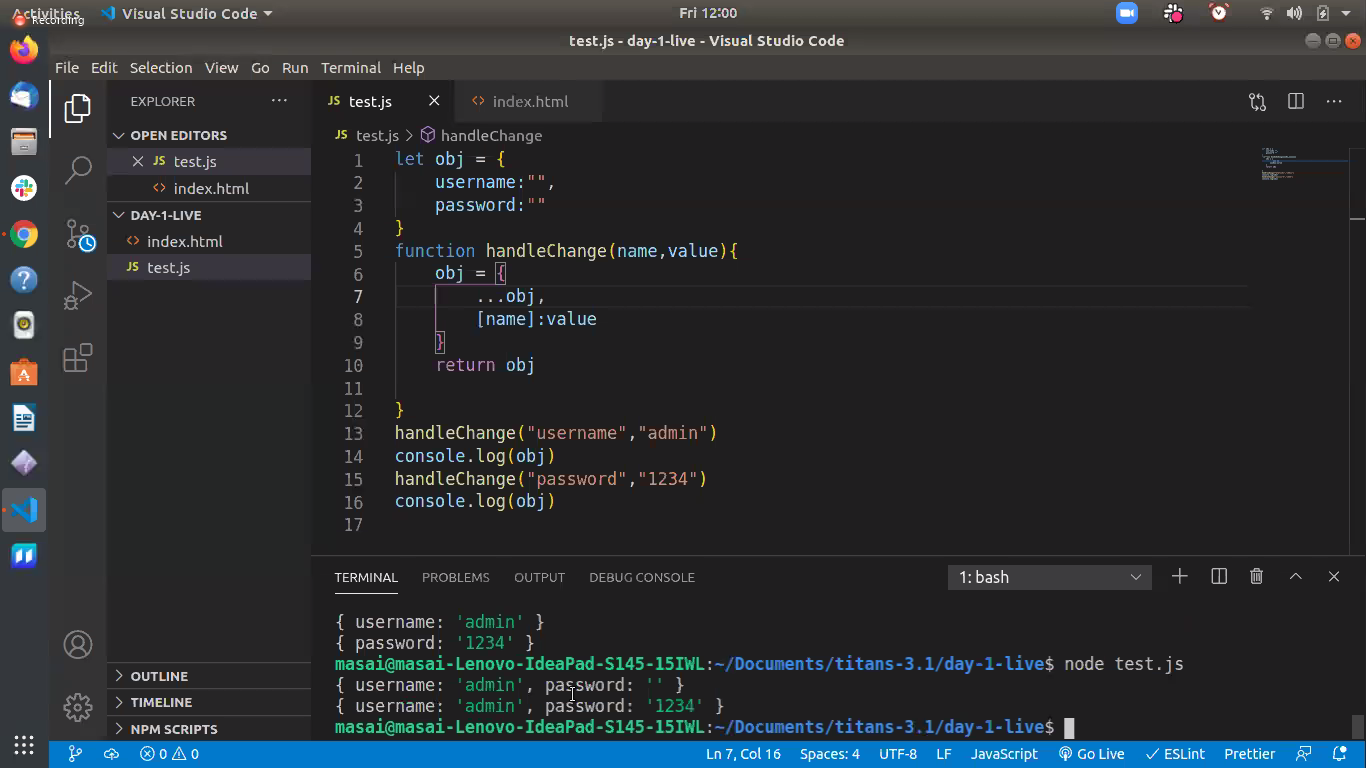 Activities
Recording
Visual Studio Code
Fri 12:00
test.js - day-1-live - Visual Studio Code
File Edit Selection View Go Run Terminal Help
EXPLORER
OPEN EDITORS
JS test.js
<> index.html
DAY-1-LIVE
<> index.html
JS test.js
OUTLINE
TIMELINE
NPM SCRIPTS
JS test.js
<> index.html
JS test.js > handleChange
1 let obj = {
2 username:"",
3 password:""
4 }
5 function handleChange(name,value){
6 obj = {
7 ...obj,
8 [name]:value
9 }
10 return obj
11
12 }
13 handleChange("username","admin")
14 console.log(obj)
15 handleChange("password","1234")
16 console.log(obj)
17
TERMINAL PROBLEMS OUTPUT DEBUG CONSOLE
1: bash
{ username: 'admin' }
{ password: '1234' }
masai@masai-Lenovo-IdeaPad-S145-15IWL:~/Documents/titans-3.1/day-1-live$ node test.js
{ username: 'admin', password: '' }
{ username: 'admin', password: '1234' }
masai@masai-Lenovo-IdeaPad-S145-15IWL:~/Documents/titans-3.1/day-1-live$
0 0
Ln 7, Col 16 Spaces: 4 UTF-8 LF JavaScript Go Live ESLint Prettier